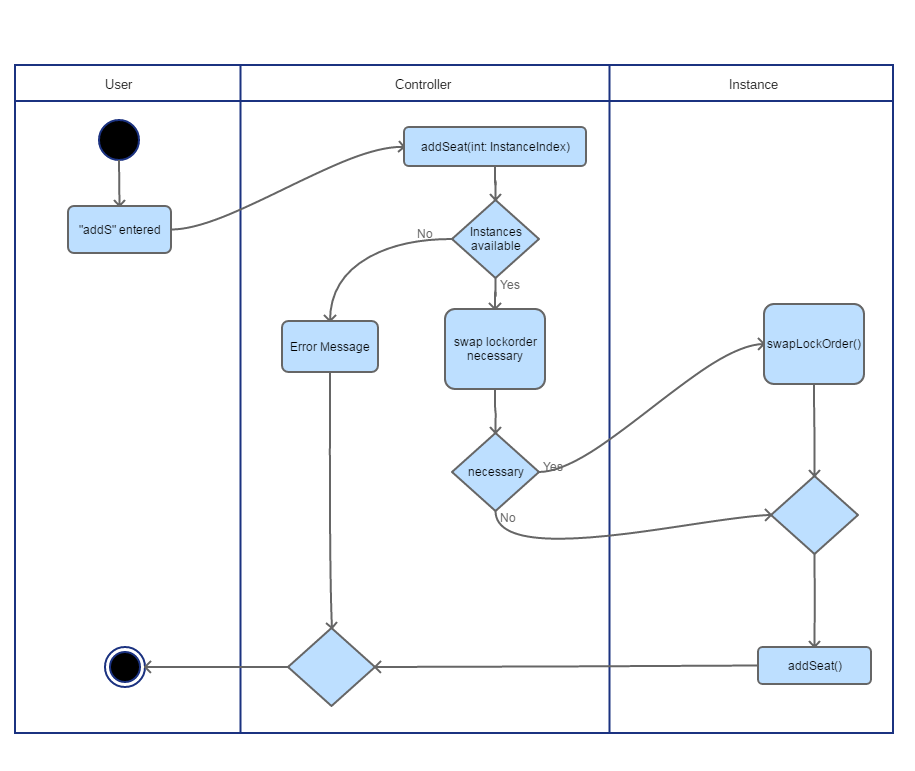 User
Controller
Instance
addSeat(int: InstanceIndex)
"addS" entered
No
Instances
available
Yes
Error Message
swap lockorder
necessary
swapLockOrder()
necessary
Yes
No
addSeat()